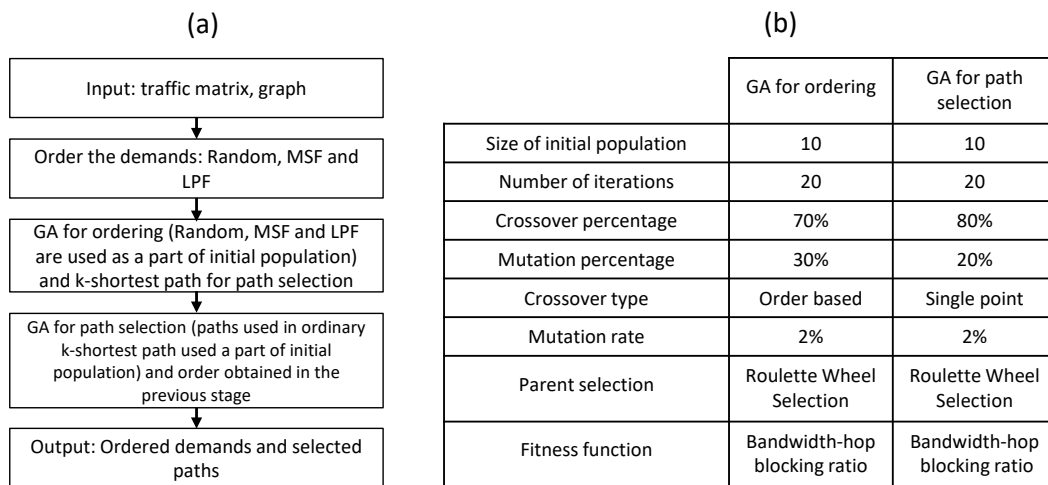 (a)
Input: traffic matrix, graph
Order the demands: Random, MSF and
LPF
GA for ordering (Random, MSF and LPF
are used as a part of initial population)
and k-shortest path for path selection
GA for path selection (paths used in ordinary
k-shortest path used a part of initial
population) and order obtained in the
previous stage
Output: Ordered demands and selected
paths
(b)
GA for ordering
GA for path
selection
Size of initial population 10 10
Number of iterations 20 20
Crossover percentage 70% 80%
Mutation percentage 30% 20%
Crossover type Order based Single point
Mutation rate 2% 2%
Parent selection
Roulette Wheel
Selection
Roulette Wheel
Selection
Fitness function
Bandwidth-hop
blocking ratio
Bandwidth-hop
blocking ratio